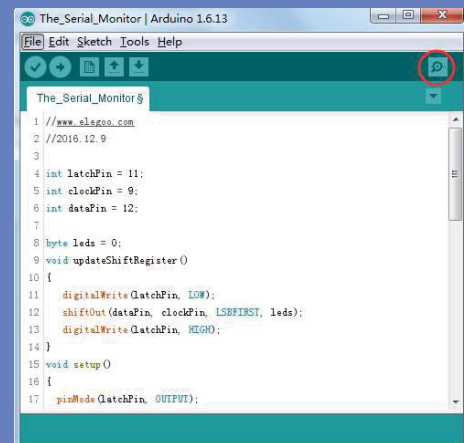 The_Serial_Monitor | Arduino 1.6.13
File Edit Sketch Tools Help
The_Serial_Monitor §
1 //www.elegoo.com
2 //2016.12.9
3
4 int latchPin = 11;
5 int clockPin = 9;
6 int dataPin = 12;
7
8 byte leds = 0;
9 void updateShiftRegister()
10 {
11 digitalWrite(latchPin, LOW);
12 shiftOut(dataPin, clockPin, LSBFIRST, leds);
13 digitalWrite(latchPin, HIGH);
14 }
15 void setup()
16 {
17 pinMode(latchPin, OUTPUT);